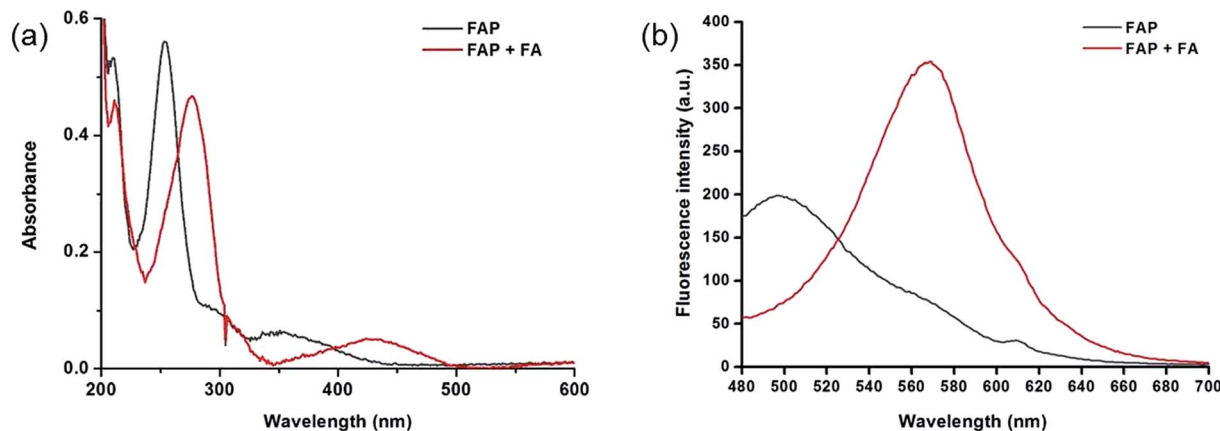 (a)
FAP
FAP + FA
Absorbance
0.6
0.4
0.2
0.0
200 300 400 500 600
Wavelength (nm)
(b)
FAP
FAP + FA
Fluorescence intensity (a.u.)
400
350
300
250
200
150
100
50
0
480 500 520 540 560 580 600 620 640 660 680 700
Wavelength (nm)